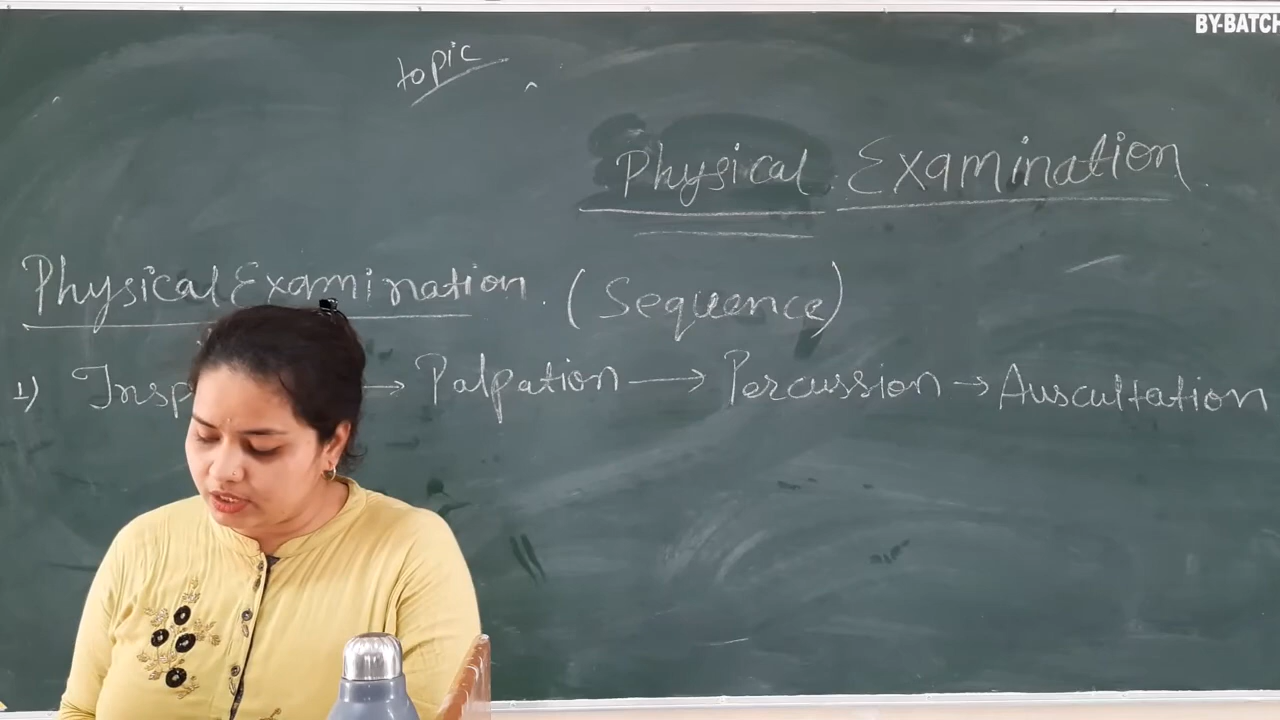 BY-BATCH
topic
Physical Examination.
Physical Examination. (Sequence)
1) Insp → Palpation → Percussion → Auscultation